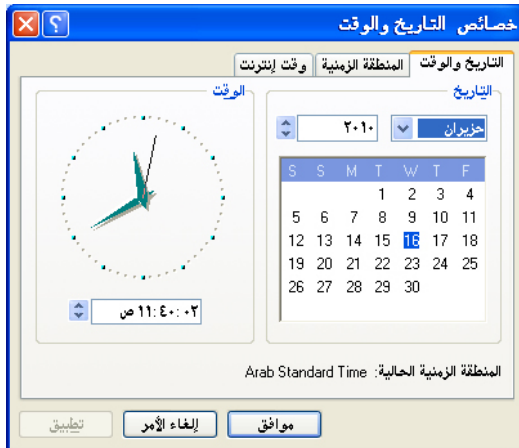 خصائص التاريخ والوقت
التاريخ والوقت المنطقة الزمنية وقت إنترنت
التاريخ
حزيران ٢٠١٠
S S M T W T F
1 2 3 4
5 6 7 8 9 10 11
12 13 14 15 16 17 18
19 20 21 22 23 24 25
26 27 28 29 30
الوقت
١١:٤٠:٠٢ ص
المنطقة الزمنية الحالية: Arab Standard Time
موافق إلغاء الأمر تطبيق